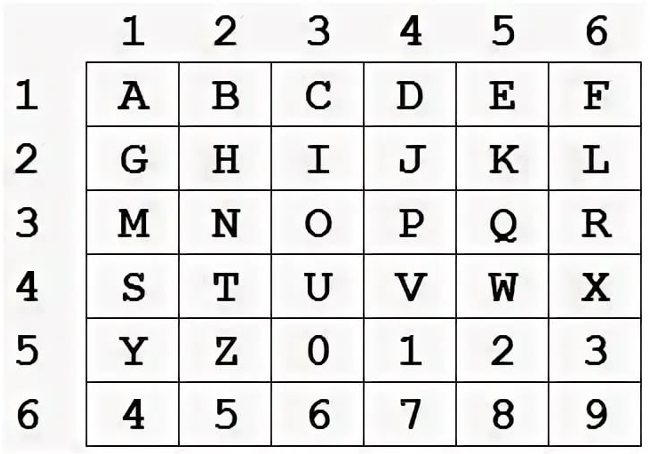 1 2 3 4 5 6
1 A B C D E F
2 G H I J K L
3 M N O P Q R
4 S T U V W X
5 Y Z 0 1 2 3
6 4 5 6 7 8 9